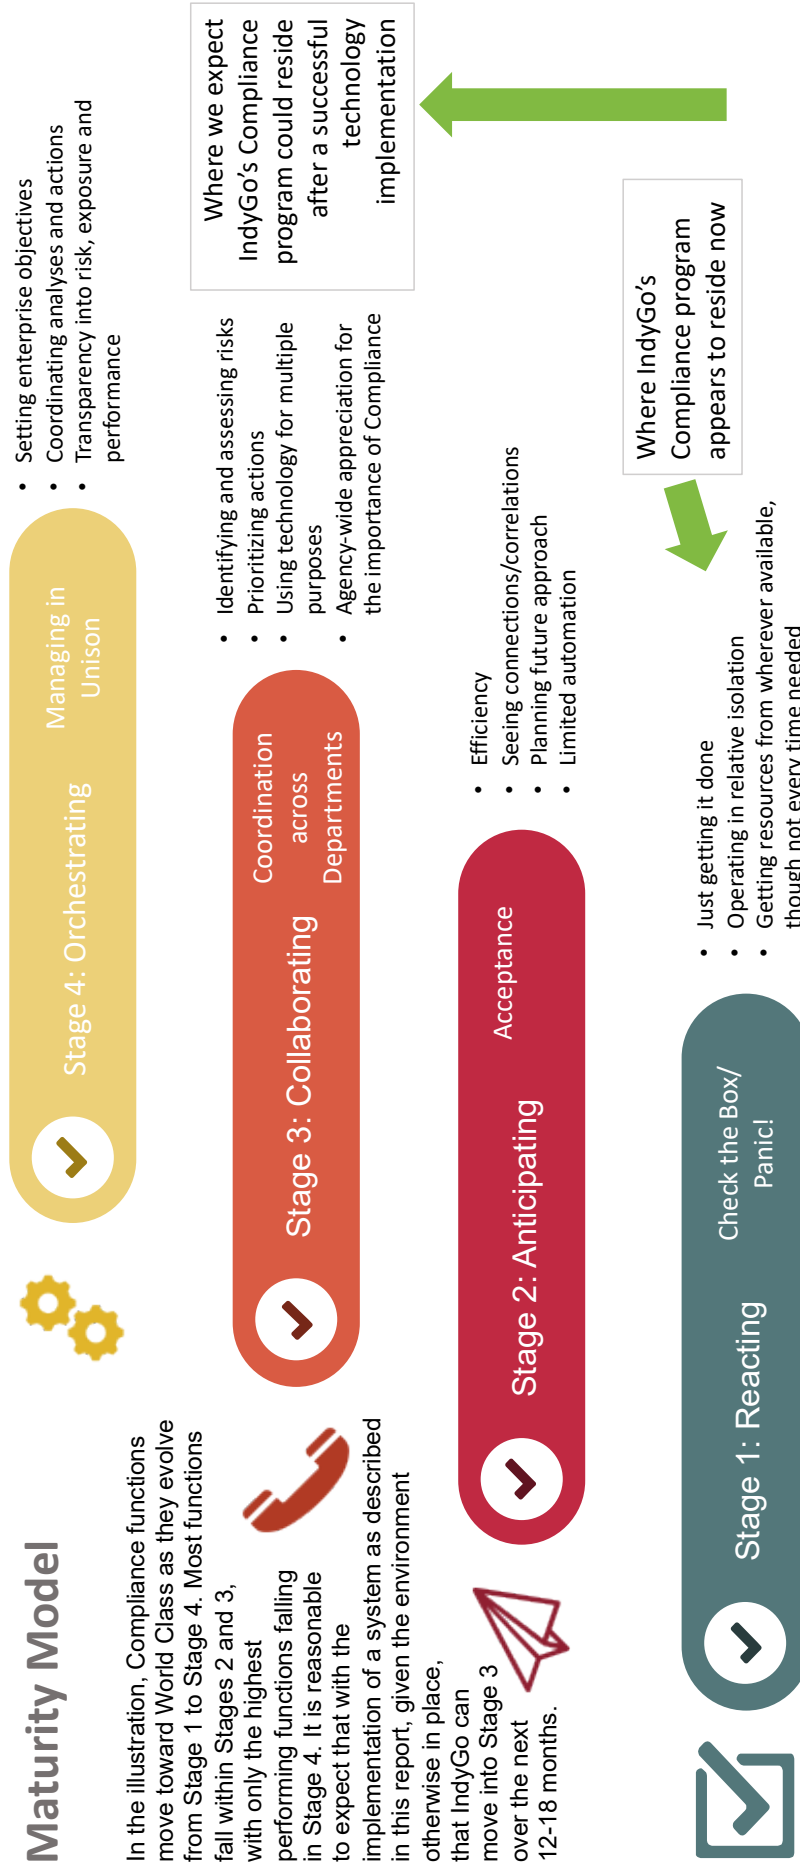 Maturity Model
In the illustration, Compliance functions
move toward World Class as they evolve
from Stage 1 to Stage 4. Most functions
fall within Stages 2 and 3,
with only the highest
performing functions falling
in Stage 4. It is reasonable
to expect that with the
implementation of a system as described
in this report, given the environment
otherwise in place,
that IndyGo can
move into Stage 3
over the next
12-18 months.
Stage 4: Orchestrating
Managing in
Unison
• Setting enterprise objectives
• Coordinating analyses and actions
• Transparency into risk, exposure and
performance
Stage 3: Collaborating
Coordination
across
Departments
• Identifying and assessing risks
• Prioritizing actions
• Using technology for multiple
purposes
• Agency-wide appreciation for
the importance of Compliance
Where we expect
IndyGo's Compliance
program could reside
after a successful
technology
implementation
Stage 2: Anticipating
Acceptance
• Efficiency
• Seeing connections/correlations
• Planning future approach
• Limited automation
Where IndyGo's
Compliance program
appears to reside now
Stage 1: Reacting
Check the Box/
Panic!
• Just getting it done
• Operating in relative isolation
• Getting resources from wherever available,
though not every time needed